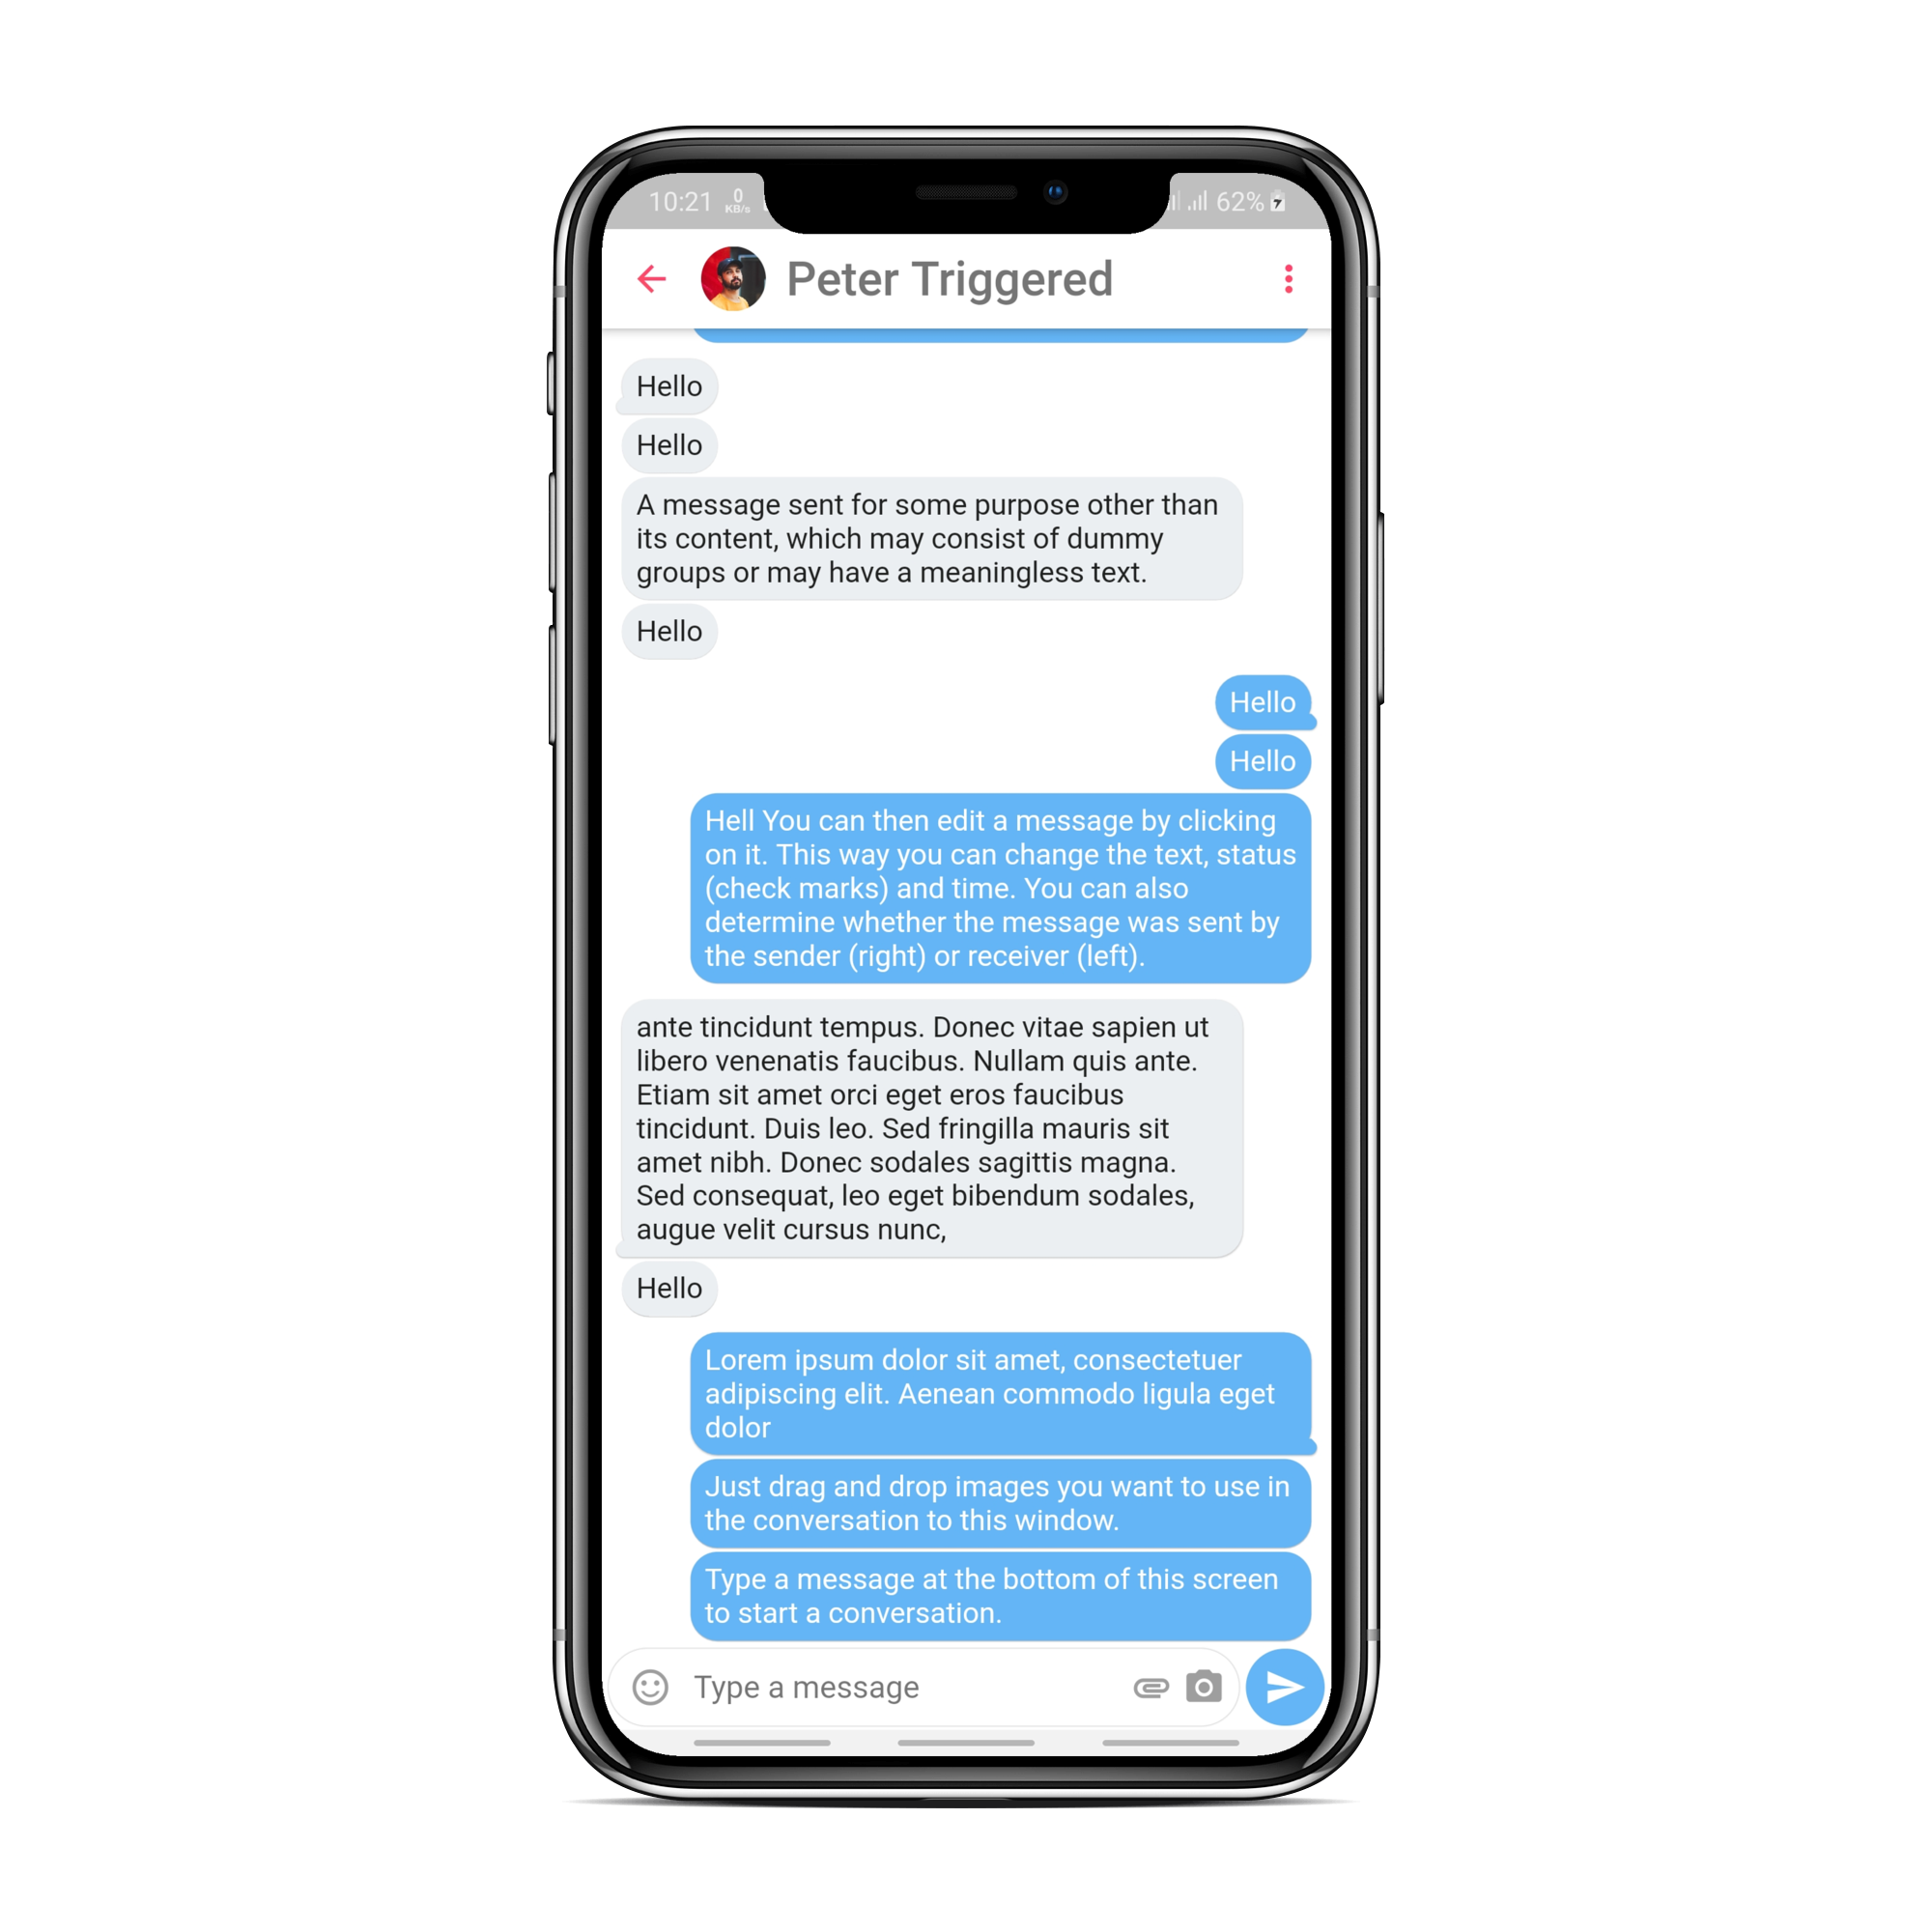 10:21 0 62%
KB/s
Peter Triggered
Hello
Hello
A message sent for some purpose other than
its content, which may consist of dummy
groups or may have a meaningless text.
Hello
Hello
Hello
Hell You can then edit a message by clicking
on it. This way you can change the text, status
(check marks) and time. You can also
determine whether the message was sent by
the sender (right) or receiver (left).
ante tincidunt tempus. Donec vitae sapien ut
libero venenatis faucibus. Nullam quis ante.
Etiam sit amet orci eget eros faucibus
tincidunt. Duis leo. Sed fringilla mauris sit
amet nibh. Donec sodales sagittis magna.
Sed consequat, leo eget bibendum sodales,
augue velit cursus nunc,
Hello
Lorem ipsum dolor sit amet, consectetuer
adipiscing elit. Aenean commodo ligula eget
dolor
Just drag and drop images you want to use in
the conversation to this window.
Type a message at the bottom of this screen
to start a conversation.
Type a message